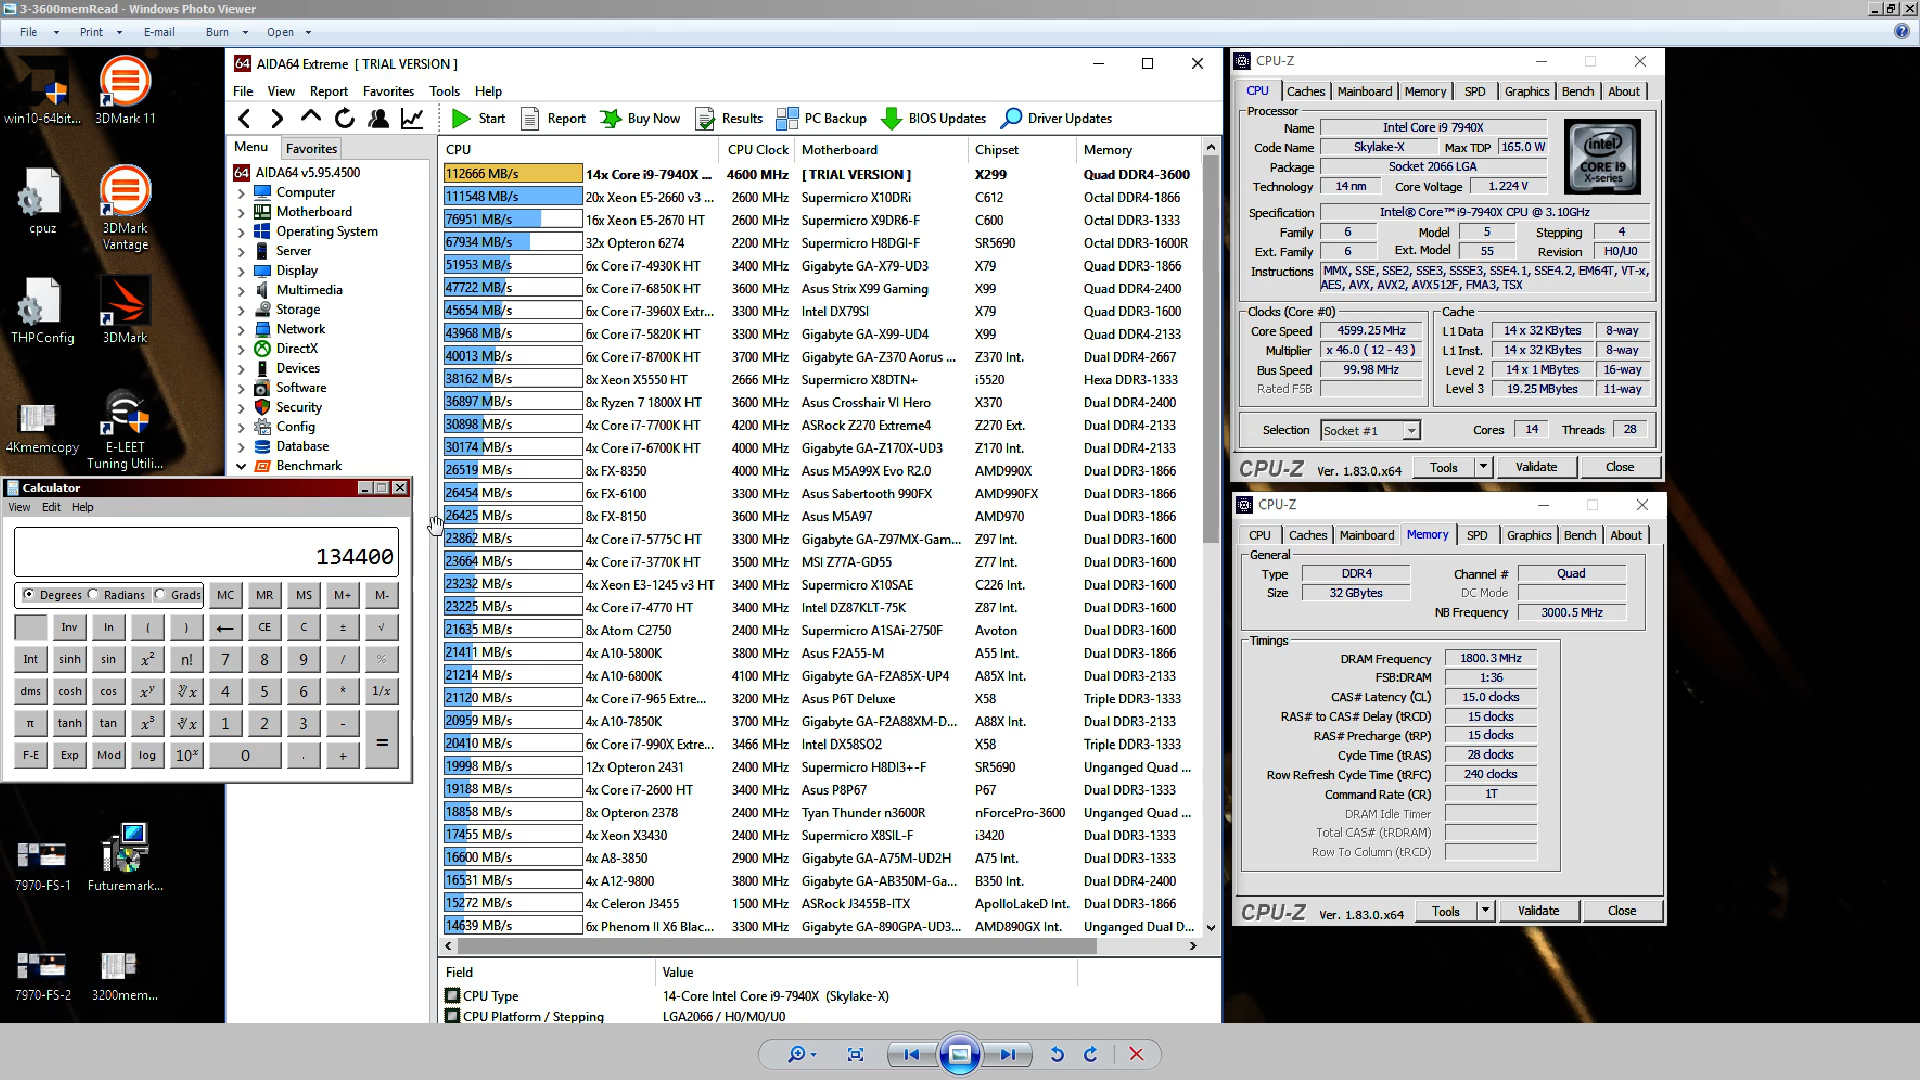 3-3600memRead - Windows Photo Viewer
File Print E-mail Burn Open
win10-64bit...
3DMark 11
cpuz
3DMark Vantage
THPConfig
3DMark
4Kmemcopy
E-LEET Tuning Utili...
7970-FS-1
Futuremark...
7970-FS-2
3200mem...
64 AIDA64 Extreme [ TRIAL VERSION ]
File View Report Favorites Tools Help
Start Report Buy Now Results PC Backup BIOS Updates Driver Updates
Menu Favorites
64 AIDA64 v5.95.4500
Computer
Motherboard
Operating System
Server
Display
Multimedia
Storage
Network
DirectX
Devices
Software
Security
Config
Database
Benchmark
CPU CPU Clock Motherboard Chipset Memory
112666 MB/s 14x Core i9-7940X ... 4600 MHz [ TRIAL VERSION ] X299 Quad DDR4-3600
111548 MB/s 20x Xeon E5-2660 v3 ... 2600 MHz Supermicro X10DRi C612 Octal DDR4-1866
76951 MB/s 16x Xeon E5-2670 HT 2600 MHz Supermicro X9DR6-F C600 Octal DDR3-1333
67934 MB/s 32x Opteron 6274 2200 MHz Supermicro H8DGI-F SR5690 Octal DDR3-1600R
51953 MB/s 6x Core i7-4930K HT 3400 MHz Gigabyte GA-X79-UD3 X79 Quad DDR3-1866
47722 MB/s 6x Core i7-6850K HT 3600 MHz Asus Strix X99 Gaming X99 Quad DDR4-2400
45654 MB/s 6x Core i7-3960X Extr... 3300 MHz Intel DX79SI X79 Quad DDR3-1600
43968 MB/s 6x Core i7-5820K HT 3300 MHz Gigabyte GA-X99-UD4 X99 Quad DDR4-2133
40013 MB/s 6x Core i7-8700K HT 3700 MHz Gigabyte GA-Z370 Aorus ... Z370 Int. Dual DDR4-2667
38162 MB/s 8x Xeon X5550 HT 2666 MHz Supermicro X8DTN+ i5520 Hexa DDR3-1333
36897 MB/s 8x Ryzen 7 1800X HT 3600 MHz Asus Crosshair VI Hero X370 Dual DDR4-2400
30898 MB/s 4x Core i7-7700K HT 4200 MHz ASRock Z270 Extreme4 Z270 Ext. Dual DDR4-2133
30174 MB/s 4x Core i7-6700K HT 4000 MHz Gigabyte GA-Z170X-UD3 Z170 Int. Dual DDR4-2133
26519 MB/s 8x FX-8350 4000 MHz Asus M5A99X Evo R2.0 AMD990X Dual DDR3-1866
26454 MB/s 6x FX-6100 3300 MHz Asus Sabertooth 990FX AMD990FX Dual DDR3-1866
26425 MB/s 8x FX-8150 3600 MHz Asus M5A97 AMD970 Dual DDR3-1866
23862 MB/s 4x Core i7-5775C HT 3300 MHz Gigabyte GA-Z97MX-Gam... Z97 Int. Dual DDR3-1600
23664 MB/s 4x Core i7-3770K HT 3500 MHz MSI Z77A-GD55 Z77 Int. Dual DDR3-1600
23232 MB/s 4x Xeon E3-1245 v3 HT 3400 MHz Supermicro X10SAE C226 Int. Dual DDR3-1600
23225 MB/s 4x Core i7-4770 HT 3400 MHz Intel DZ87KLT-75K Z87 Int. Dual DDR3-1600
21635 MB/s 8x Atom C2750 2400 MHz Supermicro A1SAi-2750F Avoton Dual DDR3-1600
21411 MB/s 4x A10-5800K 3800 MHz Asus F2A55-M A55 Int. Dual DDR3-1866
21214 MB/s 4x A10-6800K 4100 MHz Gigabyte GA-F2A85X-UP4 A85X Int. Dual DDR3-2133
21120 MB/s 4x Core i7-965 Extre... 3200 MHz Asus P6T Deluxe X58 Triple DDR3-1333
20959 MB/s 4x A10-7850K 3700 MHz Gigabyte GA-F2A88XM-D... A88X Int. Dual DDR3-2133
20410 MB/s 6x Core i7-990X Extre... 3466 MHz Intel DX58SO2 X58 Triple DDR3-1333
19998 MB/s 12x Opteron 2431 2400 MHz Supermicro H8DI3+-F SR5690 Unganged Quad ...
19188 MB/s 4x Core i7-2600 HT 3400 MHz Asus P8P67 P67 Dual DDR3-1333
18858 MB/s 8x Opteron 2378 2400 MHz Tyan Thunder n3600R nForcePro-3600 Unganged Quad ...
17455 MB/s 4x Xeon X3430 2400 MHz Supermicro X8SIL-F i3420 Dual DDR3-1333
16600 MB/s 4x A8-3850 2900 MHz Gigabyte GA-A75M-UD2H A75 Int. Dual DDR3-1333
16531 MB/s 4x A12-9800 3800 MHz Gigabyte GA-AB350M-Ga... B350 Int. Dual DDR4-2400
15272 MB/s 4x Celeron J3455 1500 MHz ASRock J3455B-ITX ApolloLakeD Int. Dual DDR3-1866
14639 MB/s 6x Phenom II X6 Blac... 3300 MHz Gigabyte GA-890GPA-UD3... AMD890GX Int. Unganged Dual D...
Field Value
CPU Type 14-Core Intel Core i9-7940X (Skylake-X)
CPU Platform / Stepping LGA2066 / H0/M0/U0
Calculator
View Edit Help
134400
Degrees Radians Grads MC MR MS M+ M-
Inv ln ( ) ← CE C ± √
Int sinh sin x² n! 7 8 9 / %
dms cosh cos xʸ ʸ√x 4 5 6 * 1/x
π tanh tan x³ ³√x 1 2 3 - =
F-E Exp Mod log 10ˣ 0 . +
CPU-Z
CPU Caches Mainboard Memory SPD Graphics Bench About
Processor
Name Intel Core i9 7940X
Code Name Skylake-X Max TDP 165.0 W
Package Socket 2066 LGA
Technology 14 nm Core Voltage 1.224 V
intel CORE i9 X-series
Specification Intel® Core™ i9-7940X CPU @ 3.10GHz
Family 6 Model 5 Stepping 4
Ext. Family 6 Ext. Model 55 Revision H0/U0
Instructions MMX, SSE, SSE2, SSE3, SSSE3, SSE4.1, SSE4.2, EM64T, VT-x,
AES, AVX, AVX2, AVX512F, FMA3, TSX
Clocks (Core #0) Cache
Core Speed 4599.25 MHz L1 Data 14 x 32 KBytes 8-way
Multiplier x 46.0 ( 12 - 43 ) L1 Inst. 14 x 32 KBytes 8-way
Bus Speed 99.98 MHz Level 2 14 x 1 MBytes 16-way
Rated FSB Level 3 19.25 MBytes 11-way
Selection Socket #1 Cores 14 Threads 28
CPU-Z Ver. 1.83.0.x64 Tools Validate Close
CPU-Z
CPU Caches Mainboard Memory SPD Graphics Bench About
General
Type DDR4 Channel # Quad
Size 32 GBytes DC Mode
NB Frequency 3000.5 MHz
Timings
DRAM Frequency 1800.3 MHz
FSB:DRAM 1:36
CAS# Latency (CL) 15.0 clocks
RAS# to CAS# Delay (tRCD) 15 clocks
RAS# Precharge (tRP) 15 clocks
Cycle Time (tRAS) 28 clocks
Row Refresh Cycle Time (tRFC) 240 clocks
Command Rate (CR) 1T
DRAM Idle Timer
Total CAS# (tRDRAM)
Row To Column (tRCD)
CPU-Z Ver. 1.83.0.x64 Tools Validate Close